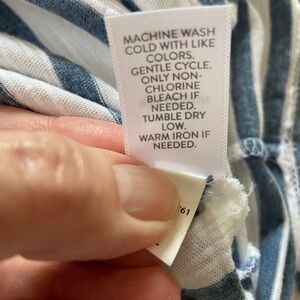 MACHINE WASH
COLD WITH LIKE
COLORS.
GENTLE CYCLE.
ONLY NON-
CHLORINE
BLEACH IF
NEEDED.
TUMBLE DRY
LOW.
WARM IRON IF
NEEDED.
61